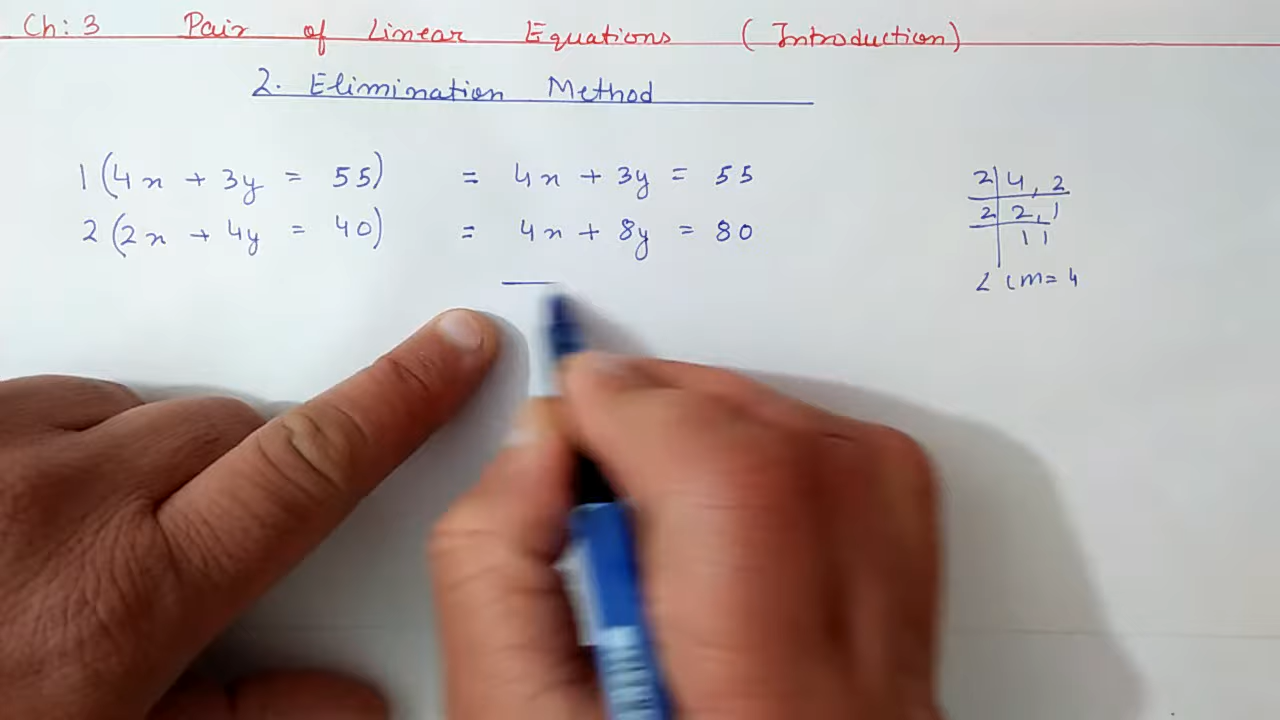 Ch: 3 Pair of Linear Equations (Introduction)
2. Elimination Method
1 (4x + 3y = 55) = 4x + 3y = 55
2 (2x + 4y = 40) = 4x + 8y = 80
2 | 4, 2
2 | 2, 1
| 1 1
LCM = 4